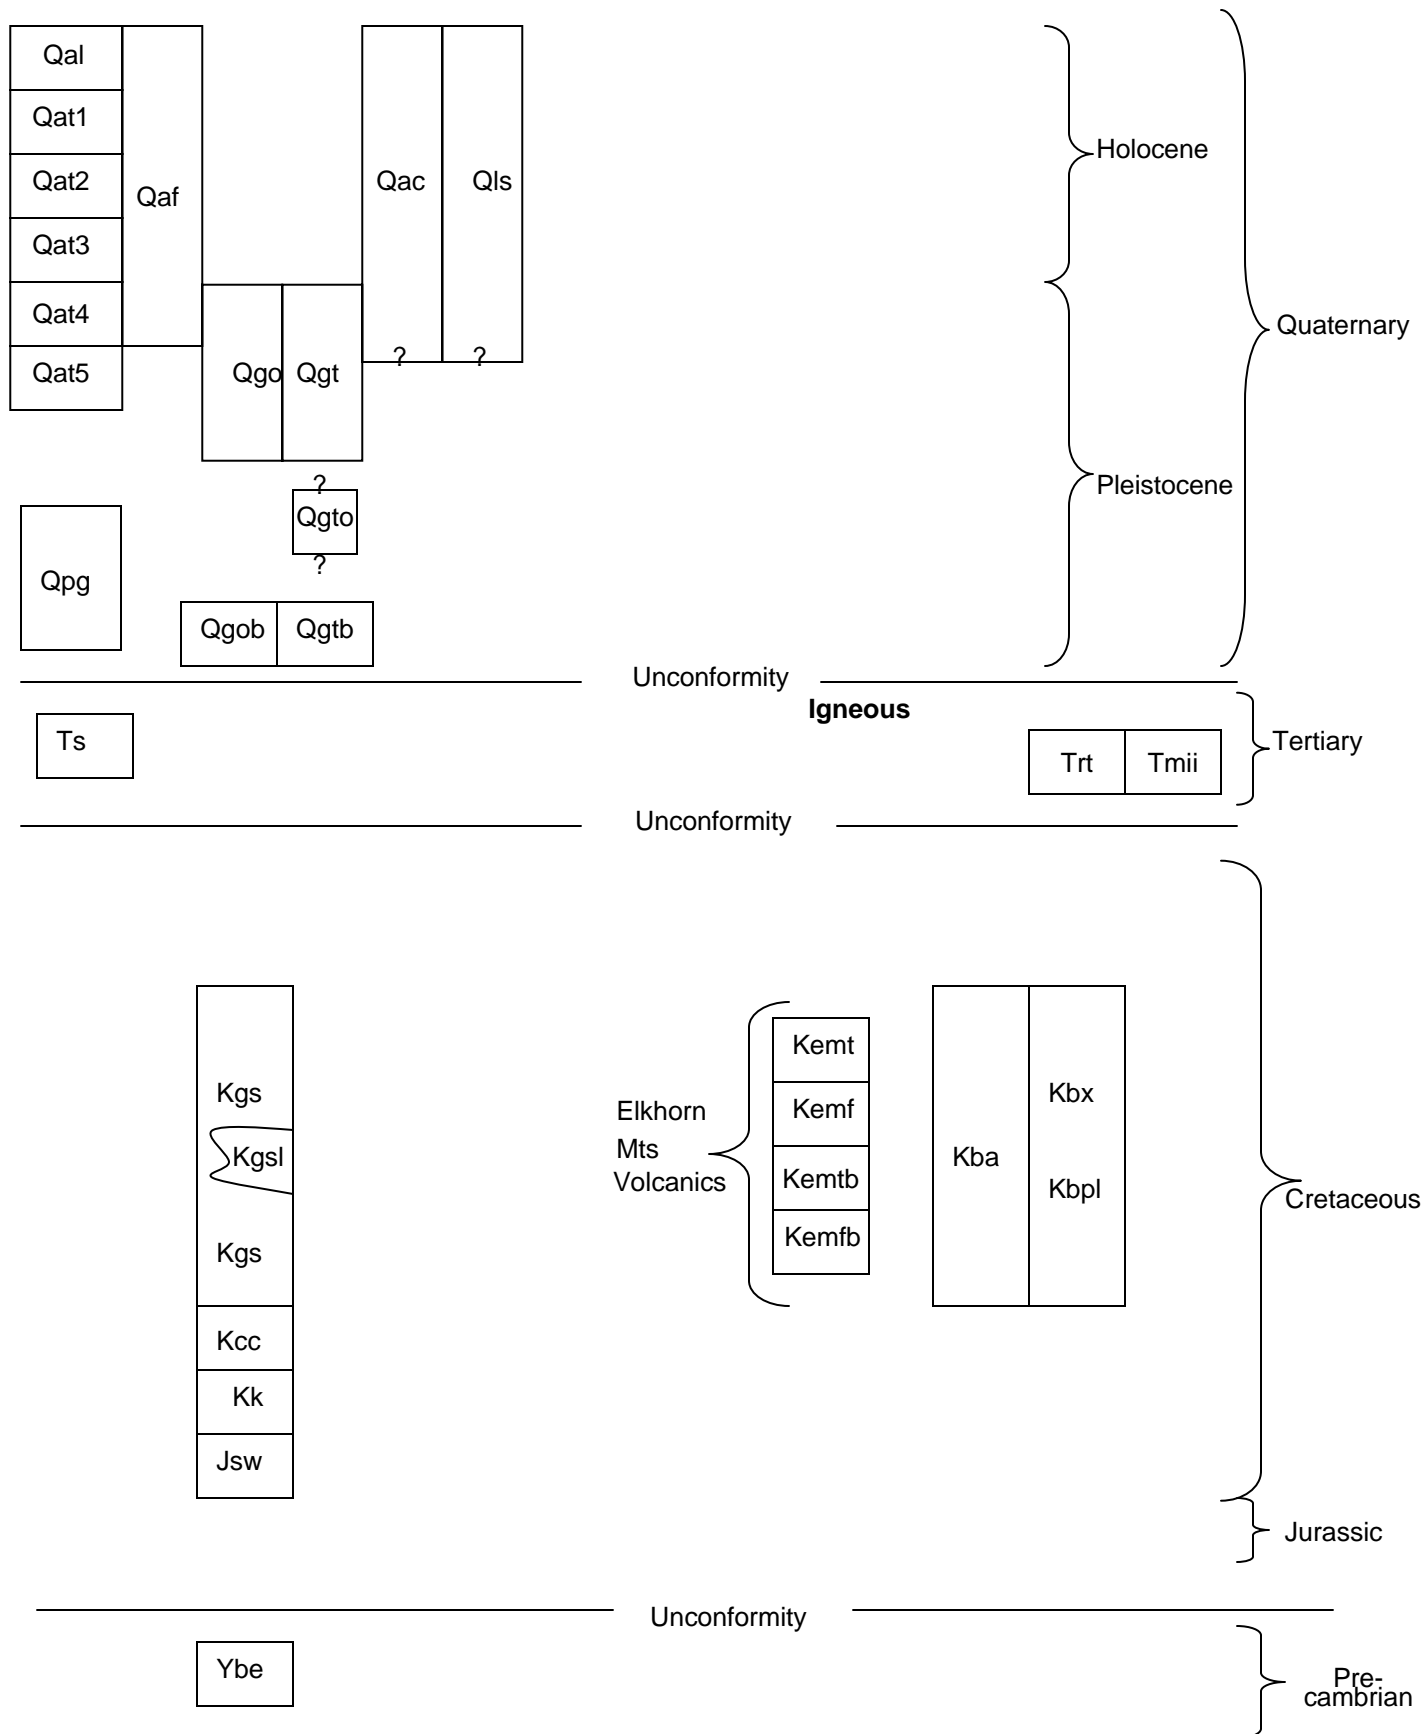 Qal
Qat1
Holocene
Qat2
Qaf
Qac
Qls
Qat3
Qat4
Quaternary
Qat5
Qgo
Qgt
?
?
?
Pleistocene
Qgto
?
Qpg
Qgob
Qgtb
Unconformity
Igneous
Ts
Trt
Tmii
Tertiary
Unconformity
Kemt
Kgs
Elkhorn
Mts
Volcanics
Kemf
Kbx
Kgsl
Kemtb
Kba
Kbpl
Cretaceous
Kgs
Kemfb
Kcc
Kk
Jsw
Jurassic
Unconformity
Ybe
Pre-
cambrian